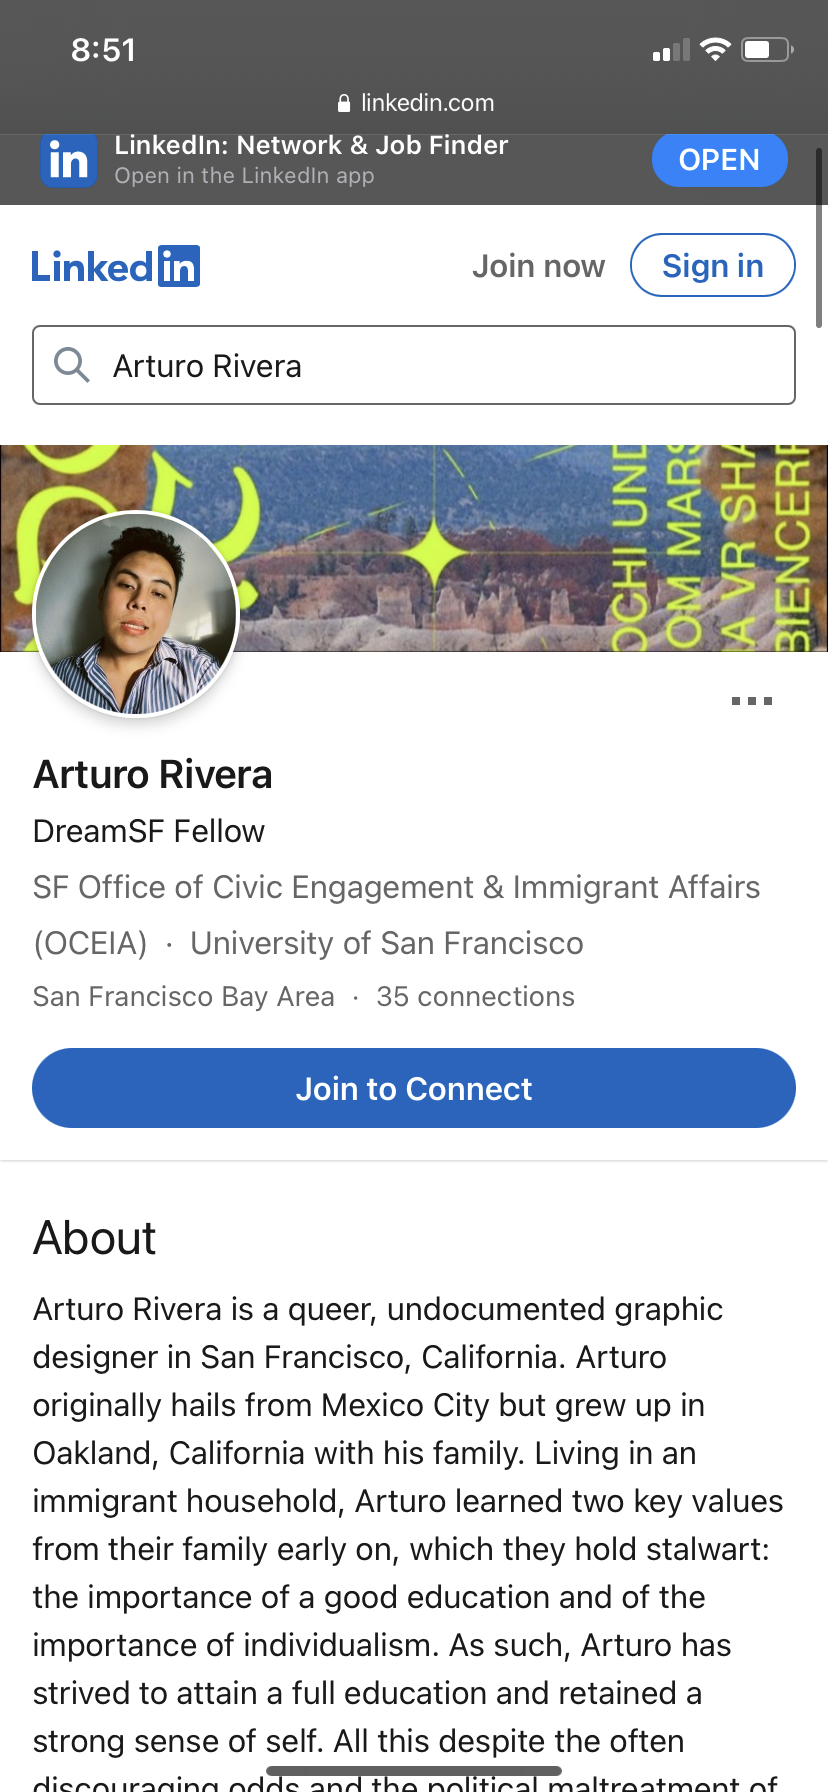 8:51
linkedin.com
LinkedIn: Network & Job Finder
Open in the LinkedIn app
OPEN
Linked in
Join now
Sign in
Arturo Rivera
OCHI UND
OM MARS
A VR SHA
BIENCERR
Arturo Rivera
DreamSF Fellow
SF Office of Civic Engagement & Immigrant Affairs
(OCEIA) · University of San Francisco
San Francisco Bay Area · 35 connections
Join to Connect
About
Arturo Rivera is a queer, undocumented graphic
designer in San Francisco, California. Arturo
originally hails from Mexico City but grew up in
Oakland, California with his family. Living in an
immigrant household, Arturo learned two key values
from their family early on, which they hold stalwart:
the importance of a good education and of the
importance of individualism. As such, Arturo has
strived to attain a full education and retained a
strong sense of self. All this despite the often
discouraging odds and the political maltreatment of